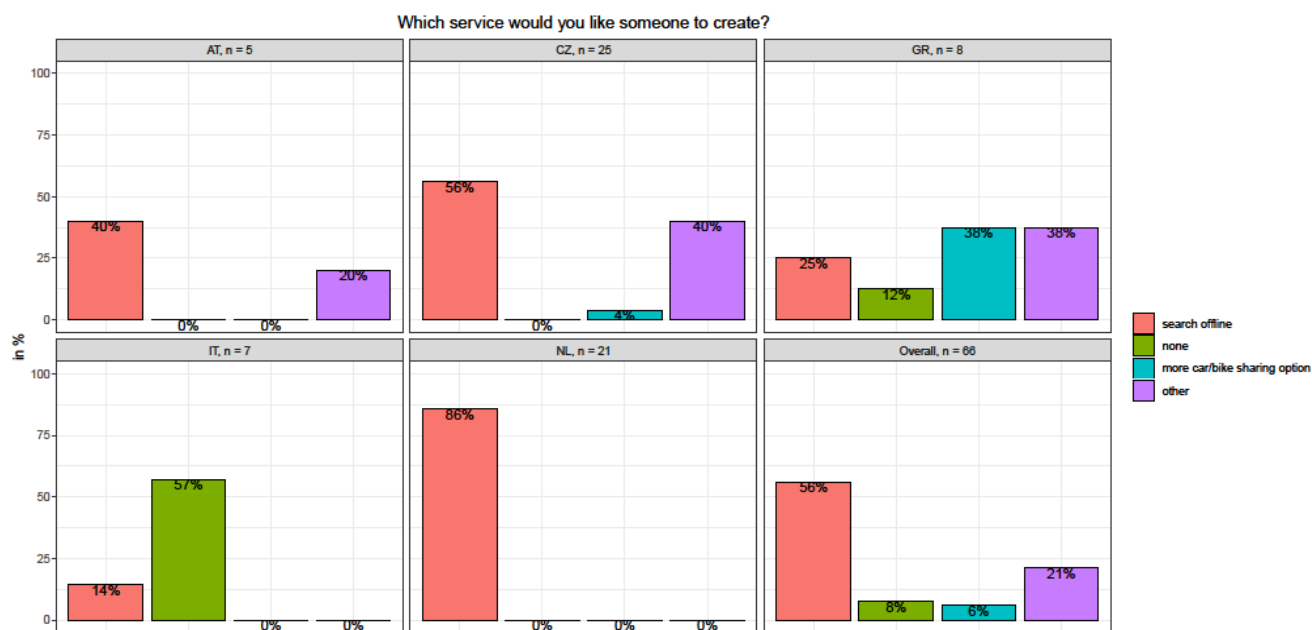 Which service would you like someone to create?
AT, n = 5
CZ, n = 25
GR, n = 8
100
75
50
25
0
40%
0%
0%
20%
56%
0%
4%
40%
25%
12%
38%
38%
in %
IT, n = 7
NL, n = 21
Overall, n = 66
100
75
50
25
0
14%
57%
0%
0%
86%
0%
0%
0%
56%
8%
6%
21%
search offline
none
more car/bike sharing option
other